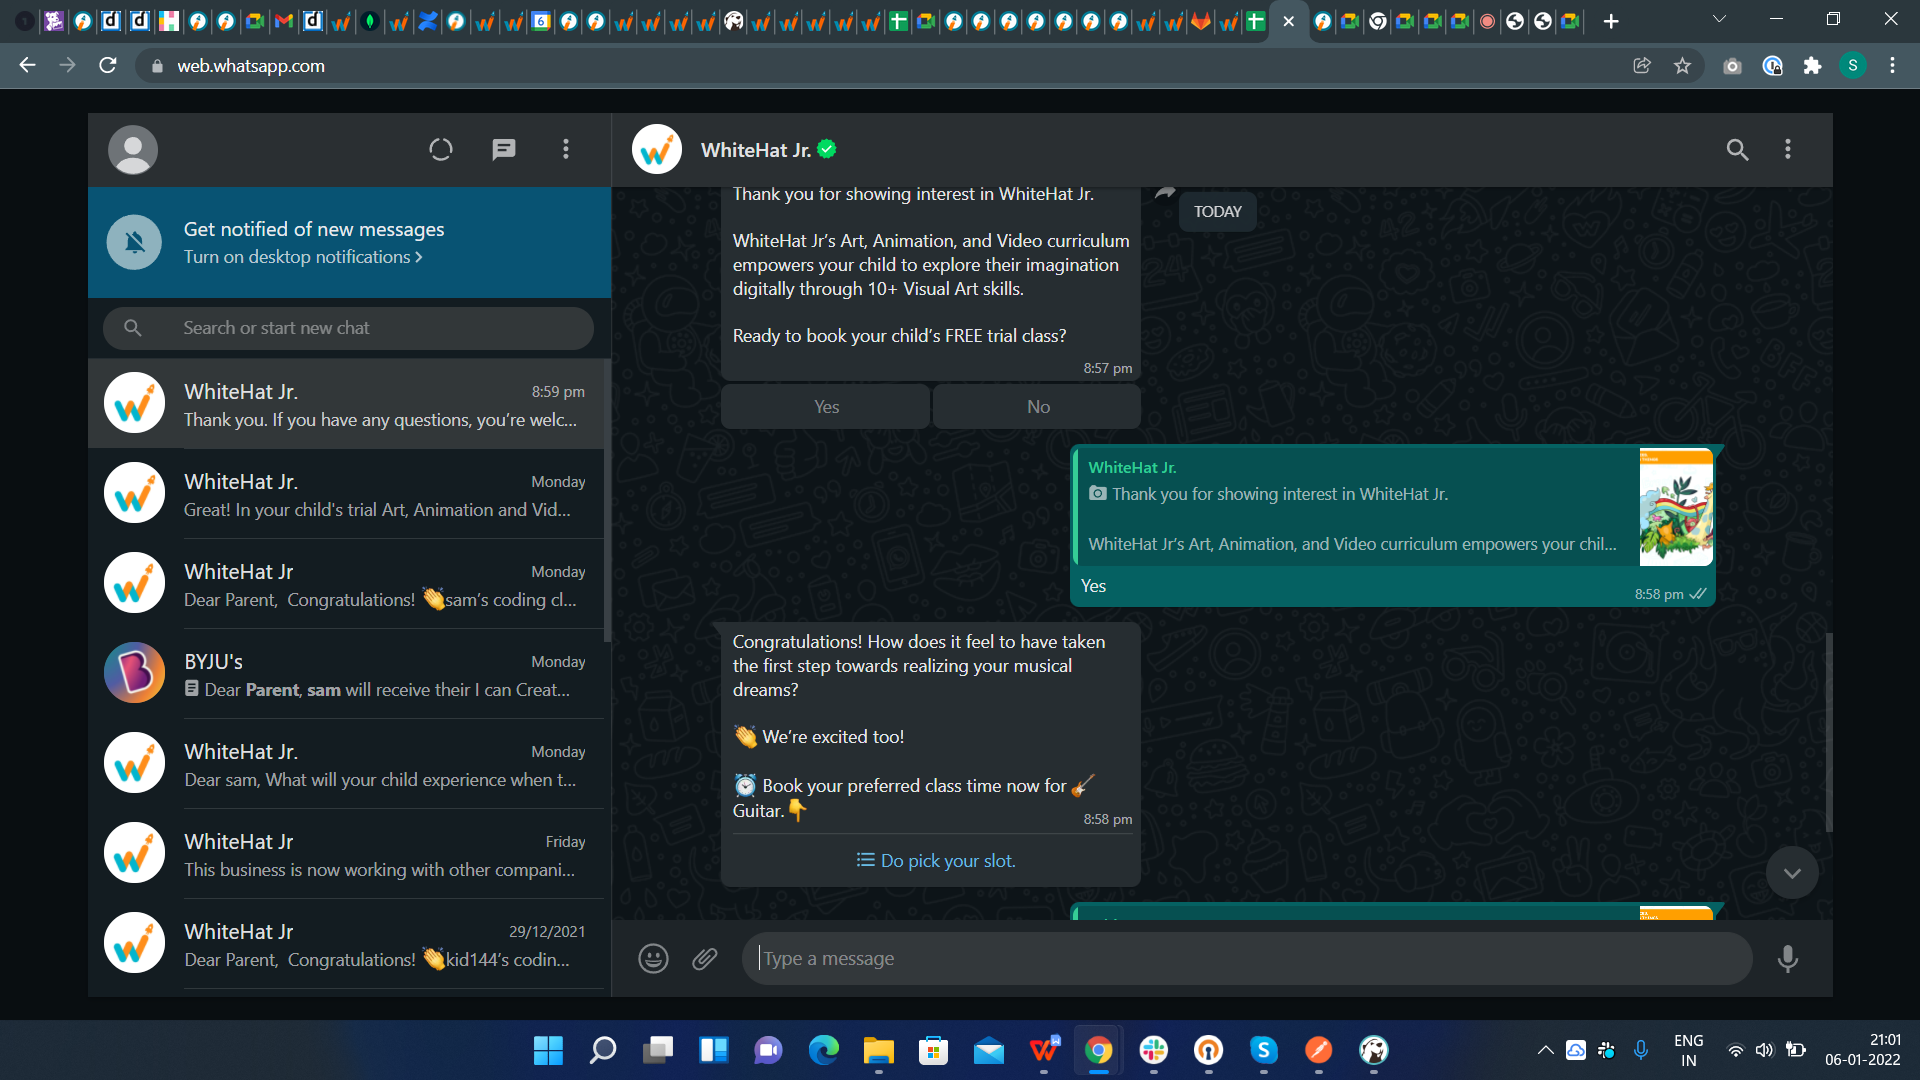 web.whatsapp.com
S
Get notified of new messages
Turn on desktop notifications
Search or start new chat
WhiteHat Jr.
8:59 pm
Thank you. If you have any questions, you’re welc...
WhiteHat Jr.
Monday
Great! In your child's trial Art, Animation and Vid...
WhiteHat Jr
Monday
Dear Parent,  Congratulations! 👏sam’s coding cl...
BYJU's
Monday
Dear Parent, sam will receive their I can Creat...
WhiteHat Jr.
Monday
Dear sam, What will your child experience when t...
WhiteHat Jr
Friday
This business is now working with other compani...
WhiteHat Jr
29/12/2021
Dear Parent,  Congratulations! 👏kid144’s codin...
WhiteHat Jr.
Thank you for showing interest in WhiteHat Jr.
TODAY
WhiteHat Jr’s Art, Animation, and Video curriculum
empowers your child to explore their imagination
digitally through 10+ Visual Art skills.
Ready to book your child’s FREE trial class?
8:57 pm
Yes
No
WhiteHat Jr.
Thank you for showing interest in WhiteHat Jr.
WhiteHat Jr’s Art, Animation, and Video curriculum empowers your chil...
Yes
8:58 pm
Congratulations! How does it feel to have taken
the first step towards realizing your musical
dreams?
👏 We’re excited too!
⏰ Book your preferred class time now for 🎸
Guitar.👇
8:58 pm
Do pick your slot.
Type a message
ENG
IN
21:01
06-01-2022